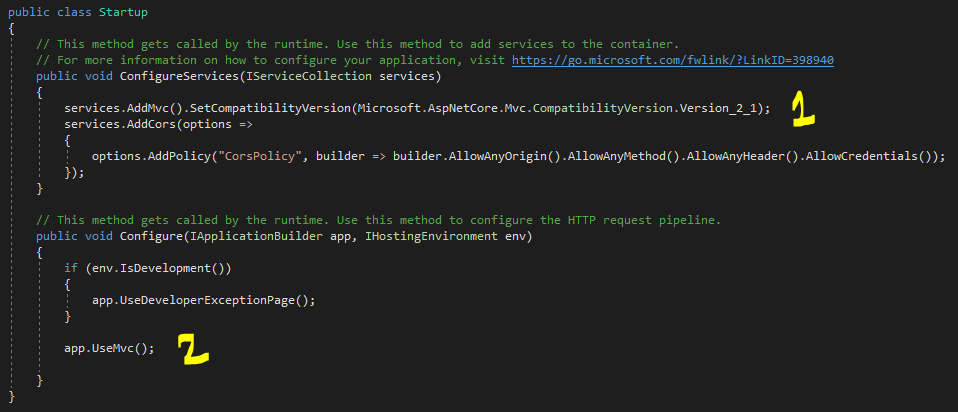 public class Startup
{
// This method gets called by the runtime. Use this method to add services to the container.
// For more information on how to configure your application, visit https://go.microsoft.com/fwlink/?LinkID=398940
public void ConfigureServices(IServiceCollection services)
{
services.AddMvc().SetCompatibilityVersion(Microsoft.AspNetCore.Mvc.CompatibilityVersion.Version_2_1); 1
services.AddCors(options =>
{
options.AddPolicy("CorsPolicy", builder => builder.AllowAnyOrigin().AllowAnyMethod().AllowAnyHeader().AllowCredentials());
});
}
// This method gets called by the runtime. Use this method to configure the HTTP request pipeline.
public void Configure(IApplicationBuilder app, IHostingEnvironment env)
{
if (env.IsDevelopment())
{
app.UseDeveloperExceptionPage();
}
app.UseMvc(); 2
}
}